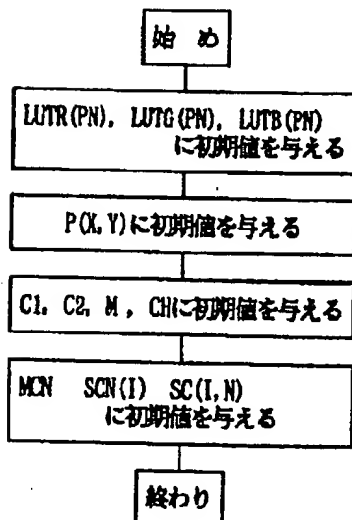 始 め
LUTR(PN), LUTG(PN), LUTB(PN)
に初期値を与える
P(X,Y)に初期値を与える
C1, C2, M , CHに初期値を与える
MCN SCN(I) SC(I,N)
に初期値を与える
終わり